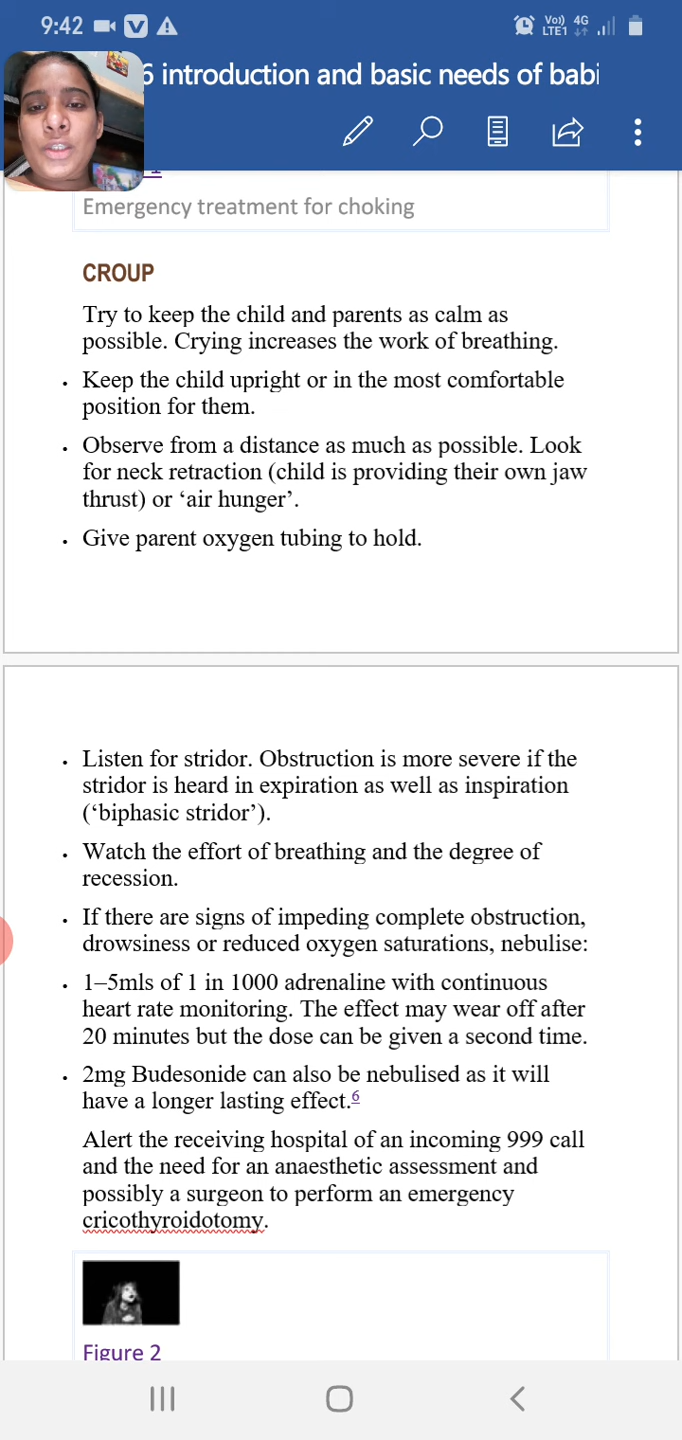 9:42
Vo)) 4G
LTE1
6 introduction and basic needs of babi
Emergency treatment for choking
CROUP
Try to keep the child and parents as calm as
possible. Crying increases the work of breathing.
• Keep the child upright or in the most comfortable
position for them.
• Observe from a distance as much as possible. Look
for neck retraction (child is providing their own jaw
thrust) or ‘air hunger’.
• Give parent oxygen tubing to hold.
• Listen for stridor. Obstruction is more severe if the
stridor is heard in expiration as well as inspiration
(‘biphasic stridor’).
• Watch the effort of breathing and the degree of
recession.
• If there are signs of impeding complete obstruction,
drowsiness or reduced oxygen saturations, nebulise:
• 1–5mls of 1 in 1000 adrenaline with continuous
heart rate monitoring. The effect may wear off after
20 minutes but the dose can be given a second time.
• 2mg Budesonide can also be nebulised as it will
have a longer lasting effect.6
Alert the receiving hospital of an incoming 999 call
and the need for an anaesthetic assessment and
possibly a surgeon to perform an emergency
cricothyroidotomy.
Figure 2